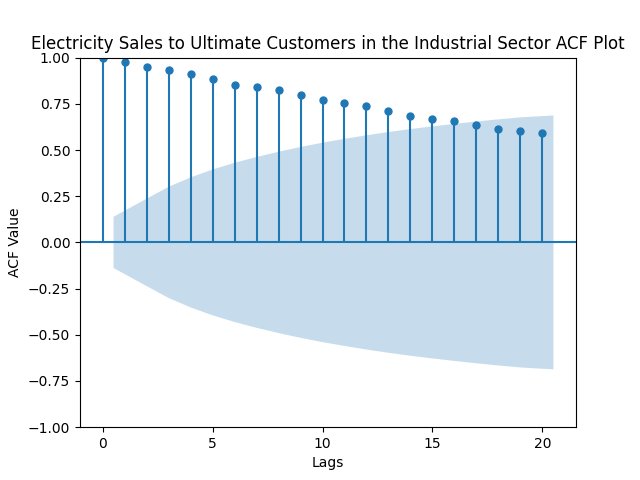 Electricity Sales to Ultimate Customers in the Industrial Sector ACF Plot
1.00
0.75
0.50
0.25
0.00
−0.25
−0.50
−0.75
−1.00
ACF Value
0 5 10 15 20
Lags